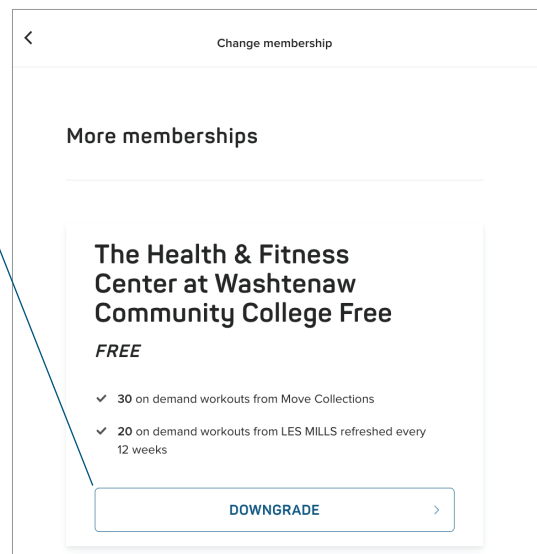 Change membership
More memberships
The Health & Fitness
Center at Washtenaw
Community College Free
FREE
30 on demand workouts from Move Collections
20 on demand workouts from LES MILLS refreshed every
12 weeks
DOWNGRADE